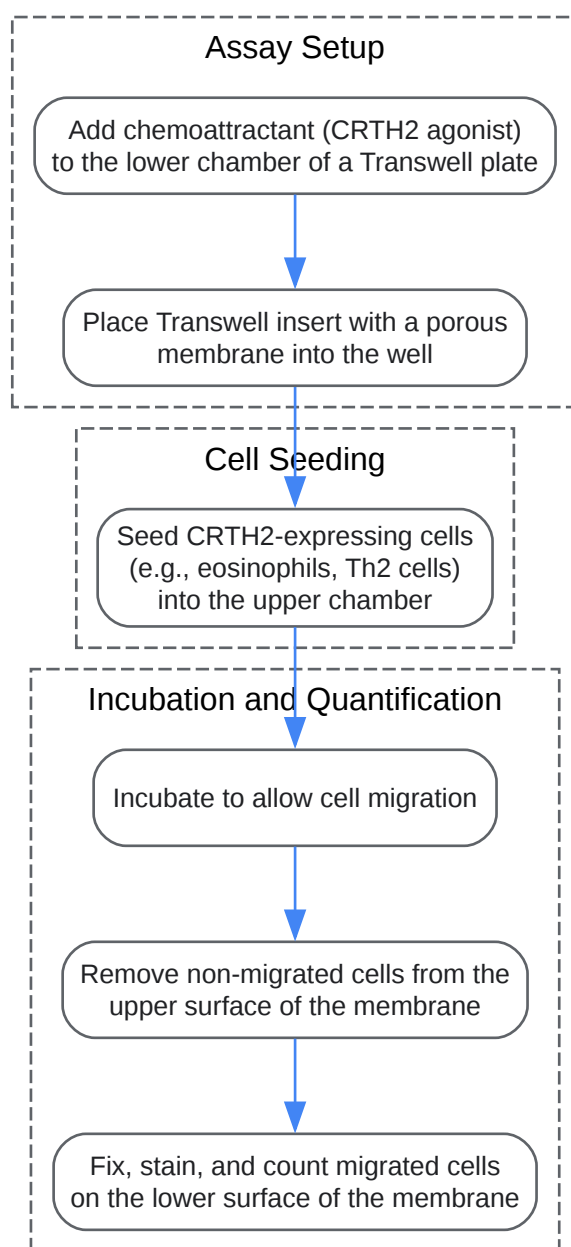 Assay Setup
Add chemoattractant (CRTH2 agonist)
to the lower chamber of a Transwell plate
Place Transwell insert with a porous
membrane into the well
Cell Seeding
Seed CRTH2-expressing cells
(e.g., eosinophils, Th2 cells)
into the upper chamber
Incubation and Quantification
Incubate to allow cell migration
Remove non-migrated cells from the
upper surface of the membrane
Fix, stain, and count migrated cells
on the lower surface of the membrane